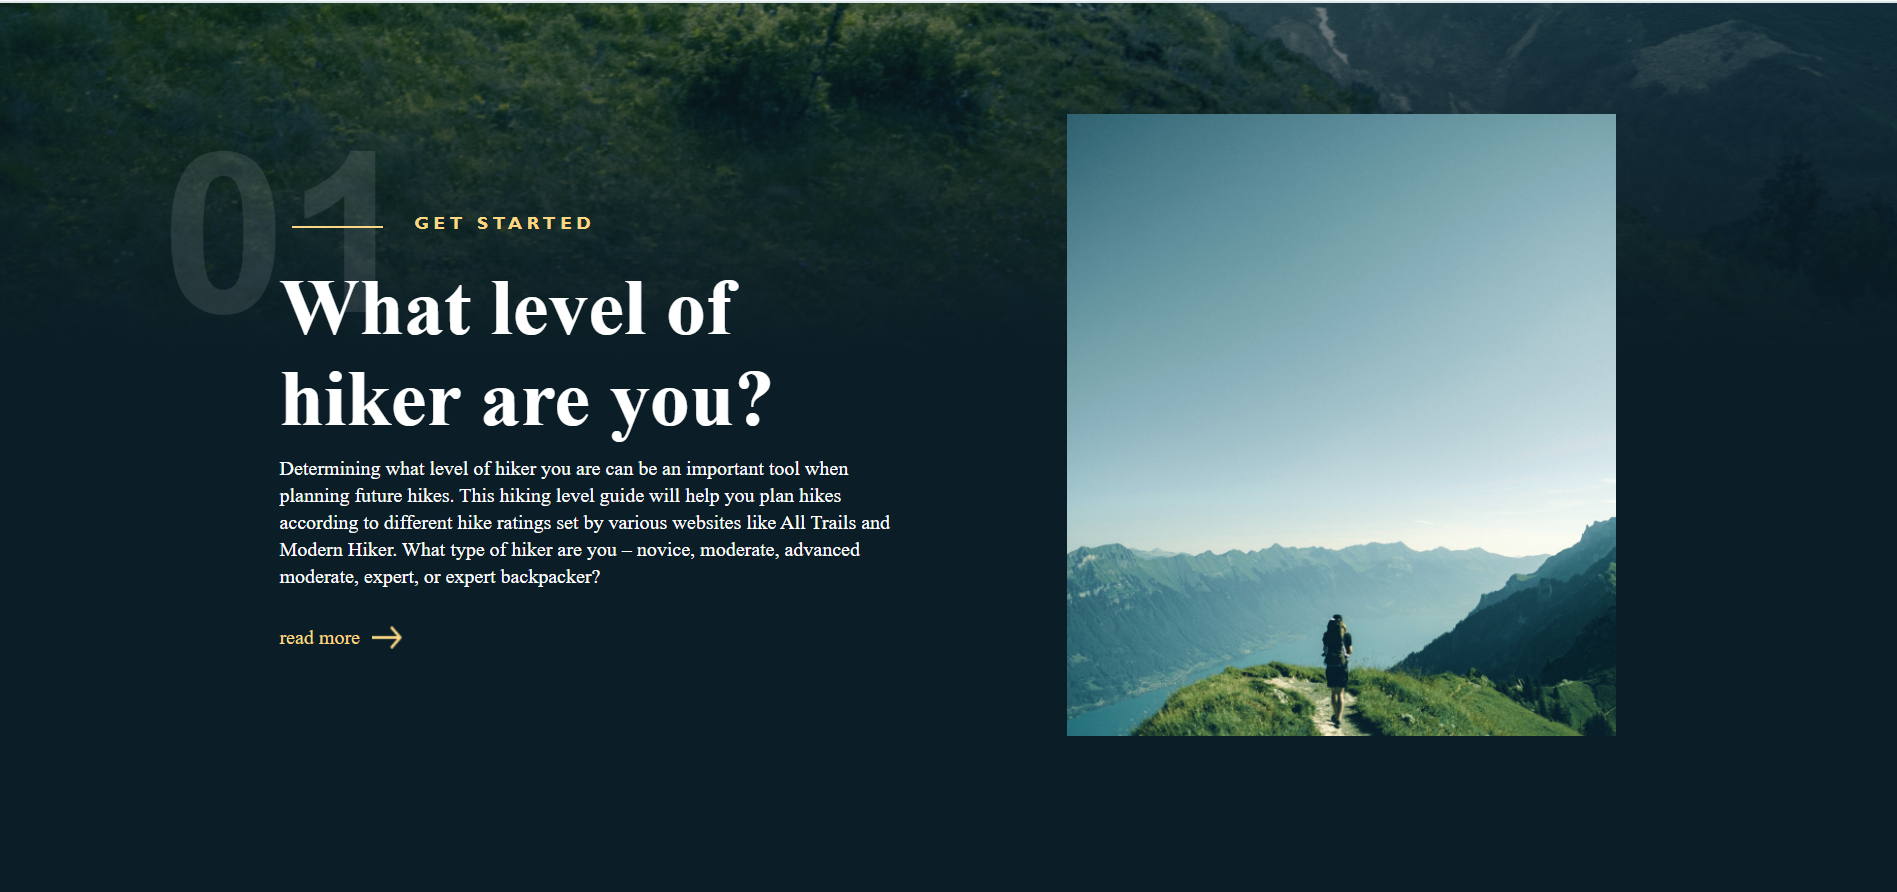 01
GET STARTED
What level of
hiker are you?
Determining what level of hiker you are can be an important tool when
planning future hikes. This hiking level guide will help you plan hikes
according to different hike ratings set by various websites like All Trails and
Modern Hiker. What type of hiker are you – novice, moderate, advanced
moderate, expert, or expert backpacker?
read more